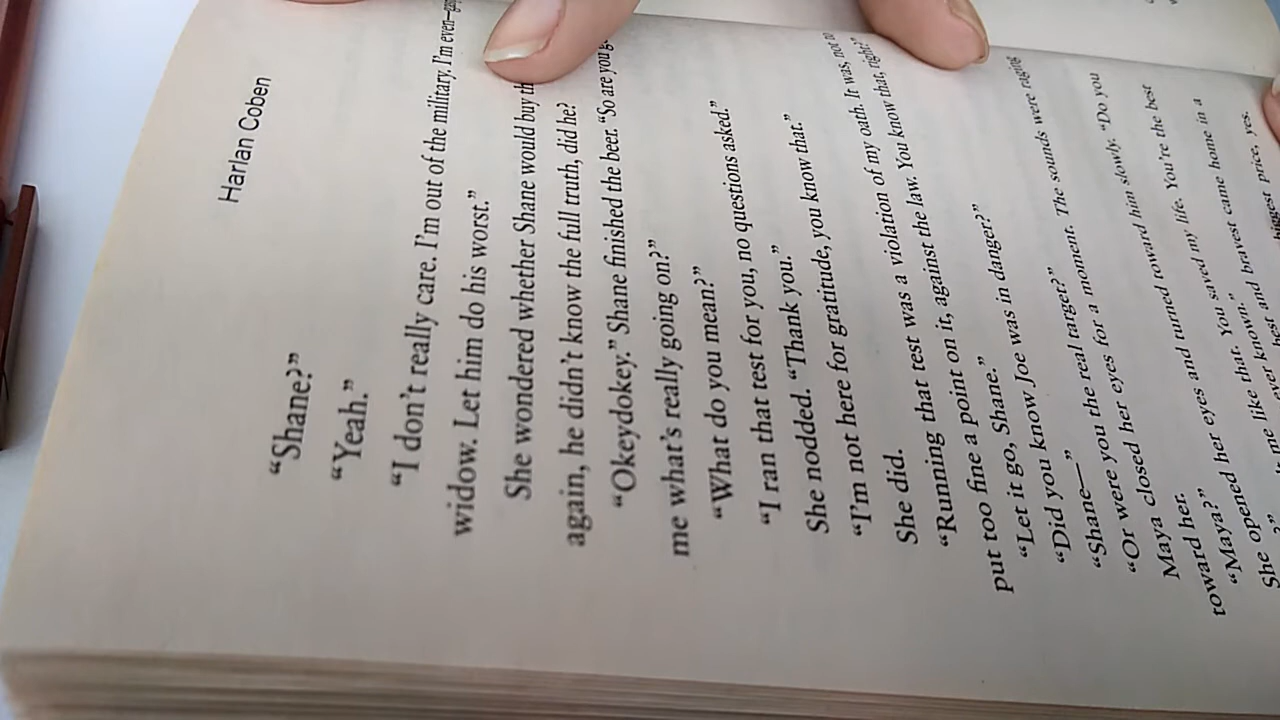 Harlan Coben
“Shane?”
“Yeah.”
“I don’t really care. I’m out of the military. I’m even—
widow. Let him do his worst.”
She wondered whether Shane would buy
again, he didn’t know the full truth, did he?
“Okeydokey.” Shane finished the beer. “So are you
me what’s really going on?”
“What do you mean?”
“I ran that test for you, no questions asked.”
She nodded. “Thank you.”
“I’m not here for gratitude, you know that.”
She did.
“Running that test was a violation of my oath. It was, not to
put too fine a point on it, against the law. You know that, right?”
“Let it go, Shane.”
“Did you know Joe was in danger?”
“Shane—”
“Or were you the real target?”
Maya closed her eyes for a moment. The sounds were raging
toward her.
“Maya?”
She opened her eyes and turned toward him slowly. “Do you
me like that. You saved my life. You’re the best
known.”
best and bravest came home in a
biggest price, yes.